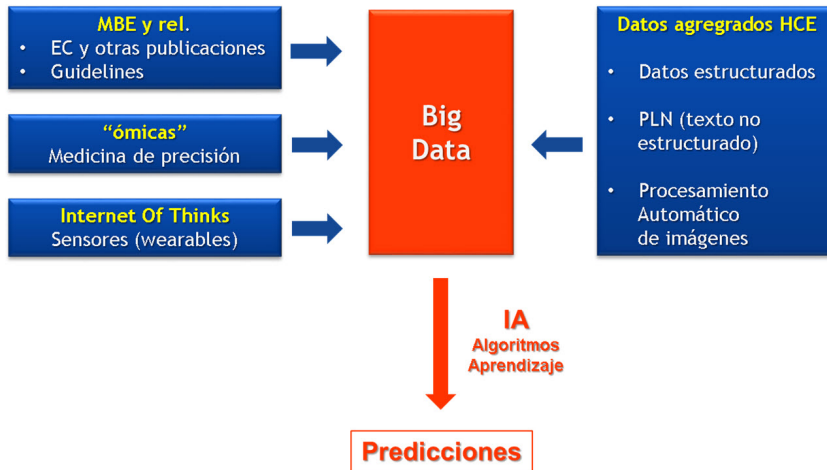 MBE y rel.
• EC y otras publicaciones
• Guidelines
“ómicas”
Medicina de precisión
Internet Of Thinks
Sensores (wearables)
Big
Data
Datos agregrados HCE
• Datos estructurados
• PLN (texto no
estructurado)
• Procesamiento
Automático
de imágenes
IA
Algoritmos
Aprendizaje
Predicciones